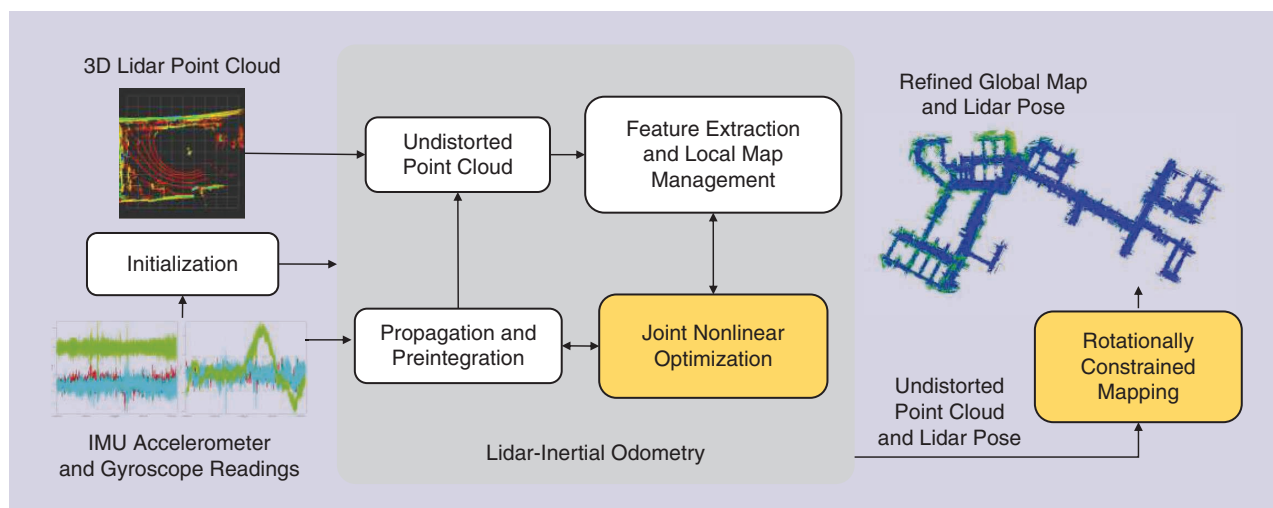 3D Lidar Point Cloud
Initialization
IMU Accelerometer
and Gyroscope Readings
Undistorted
Point Cloud
Feature Extraction
and Local Map
Management
Propagation and
Preintegration
Joint Nonlinear
Optimization
Lidar-Inertial Odometry
Refined Global Map
and Lidar Pose
Rotationally
Constrained
Mapping
Undistorted
Point Cloud
and Lidar Pose